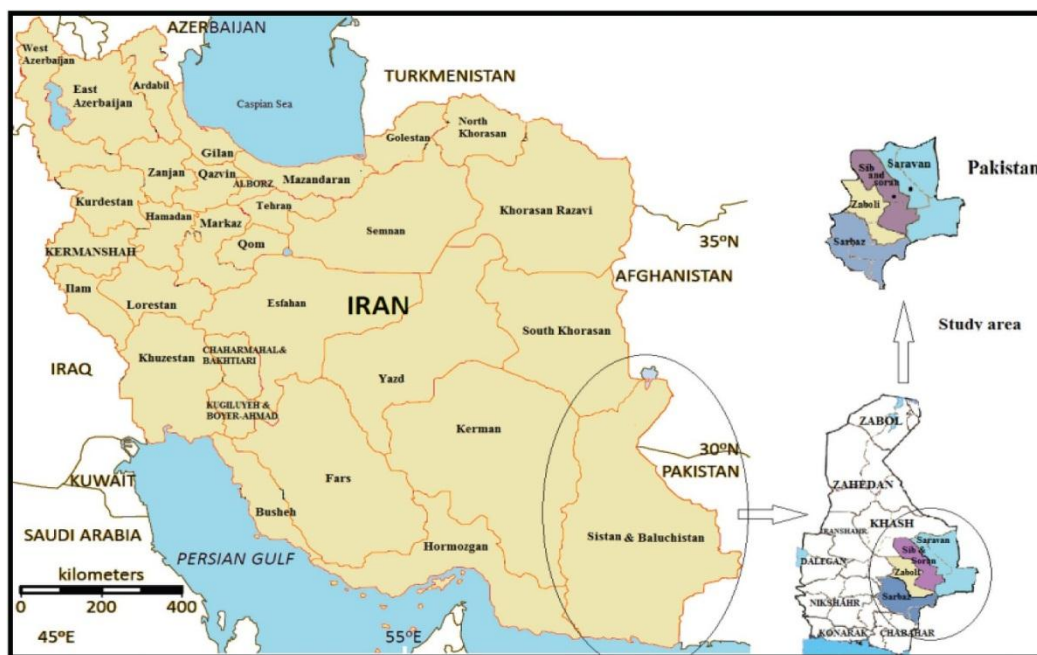 AZERBAIJAN
West
Azerbaijan
East
Azerbaijan
Ardabil
Caspian Sea
TURKMENISTAN
Golestan
North
Khorasan
Gilan
Zanjan
Qazvin
ALBORZ
Mazandaran
Tehran
Kurdestan
Hamadan
Markaz
Semnan
Khorasan Razavi
35ºN
KERMANSHAH
Qom
AFGHANISTAN
Ilam
Lorestan
Esfahan
IRAN
South Khorasan
IRAQ
Khuzestan
CHAHARMAHAL&
BAKHTIARI
Yazd
KUGILUYEH &
BOYER-AHMAD
Kerman
30ºN
PAKISTAN
KUWAIT
Fars
Busheh
SAUDI ARABIA
PERSIAN GULF
Hormozgan
Sistan & Baluchistan
kilometers
0 200 400
45ºE
55ºE
Saravan
Pakistan
Sib
and
soran
Zaboli
Sarbaz
Study area
ZABOL
ZAHEDAN
KHASH
IRANSHAHR
Saravan
Sib &
Soran
DALEGAN
Zaboli
Sarbaz
NIKSHAHR
KONARAK
CHABAHAR